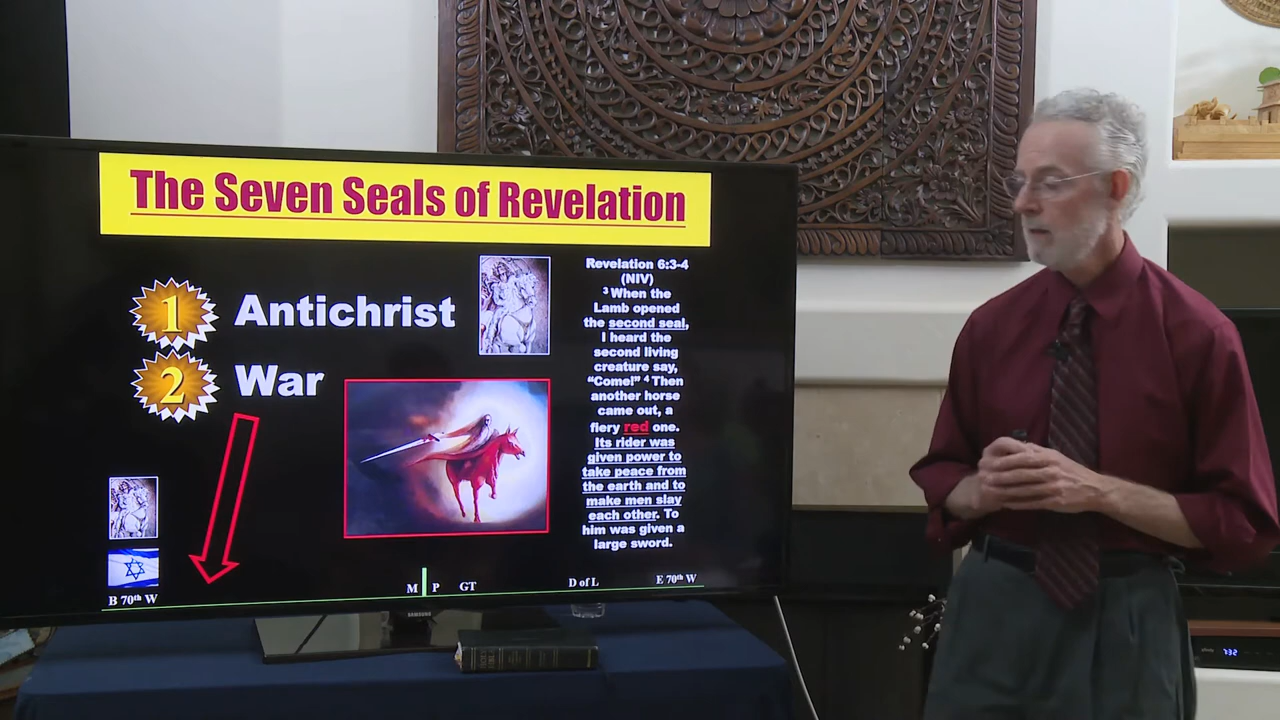 The Seven Seals of Revelation
1 Antichrist
2 War
Revelation 6:3-4
(NIV)
3 When the
Lamb opened
the second seal,
I heard the
second living
creature say,
“Come!” 4 Then
another horse
came out, a
fiery red one.
Its rider was
given power to
take peace from
the earth and to
make men slay
each other. To
him was given a
large sword.
B 70th W
M P GT
D of L
E 70th W
SAMSUNG
732